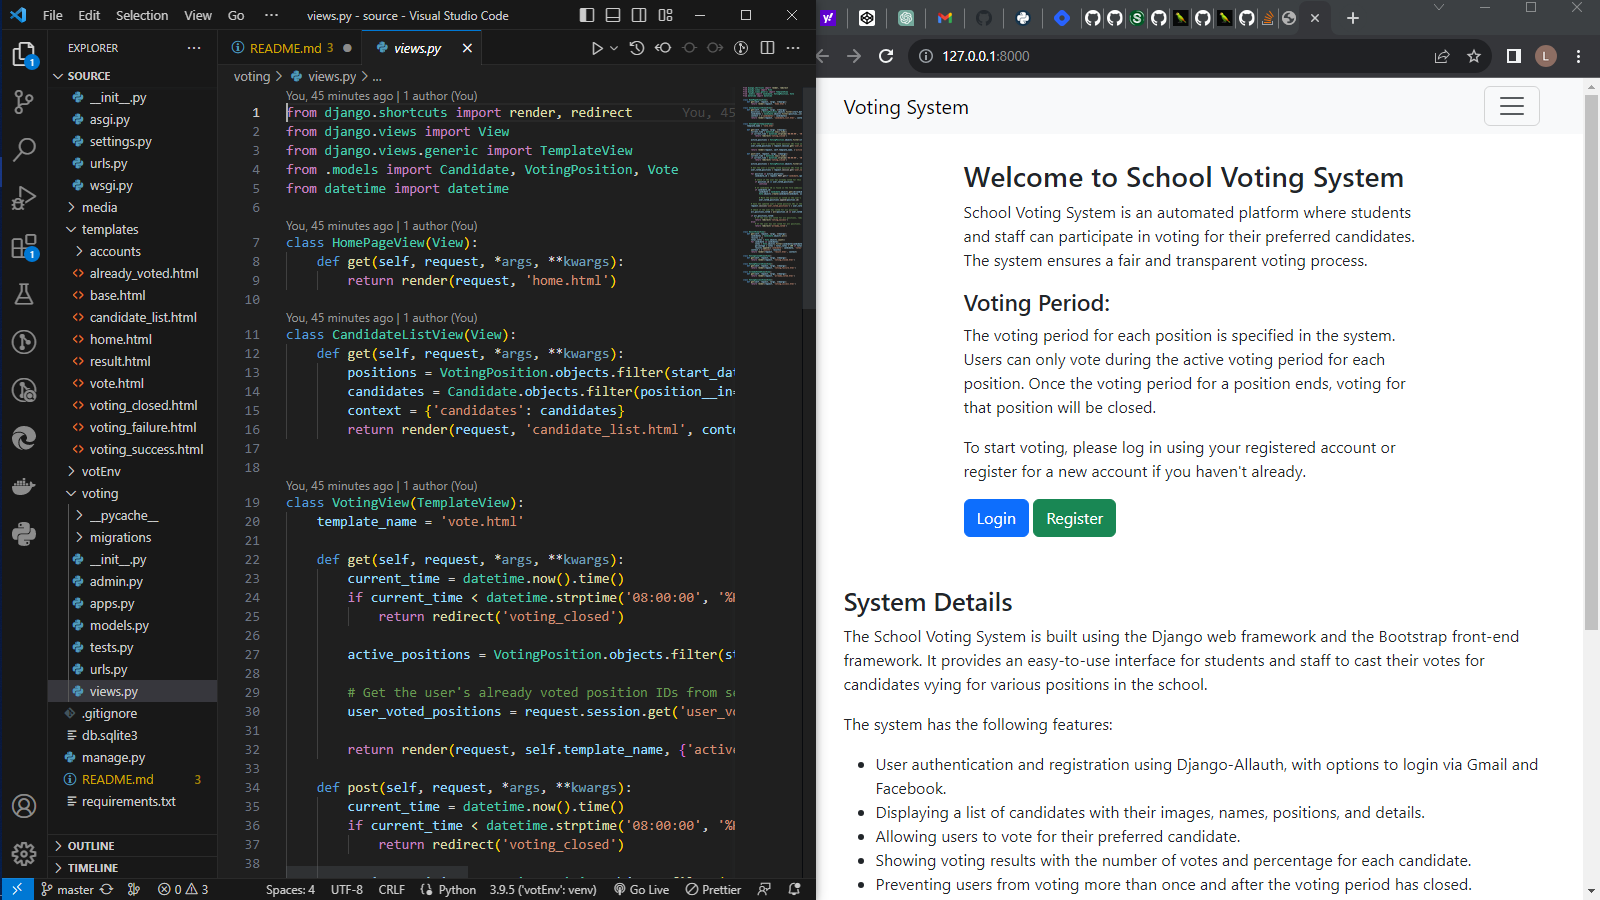 File Edit Selection View Go ··· views.py - source - Visual Studio Code
EXPLORER
SOURCE
__init__.py
asgi.py
settings.py
urls.py
wsgi.py
media
templates
accounts
already_voted.html
base.html
candidate_list.html
home.html
result.html
vote.html
voting_closed.html
voting_failure.html
voting_success.html
votEnv
voting
__pycache__
migrations
__init__.py
admin.py
apps.py
models.py
tests.py
urls.py
views.py
.gitignore
db.sqlite3
manage.py
README.md 3
requirements.txt
OUTLINE
TIMELINE
1
1
README.md 3
views.py
voting > views.py > ...
You, 45 minutes ago | 1 author (You)
1 from django.shortcuts import render, redirect You, 45
2 from django.views import View
3 from django.views.generic import TemplateView
4 from .models import Candidate, VotingPosition, Vote
5 from datetime import datetime
6
You, 45 minutes ago | 1 author (You)
7 class HomePageView(View):
8 def get(self, request, *args, **kwargs):
9 return render(request, 'home.html')
10
You, 45 minutes ago | 1 author (You)
11 class CandidateListView(View):
12 def get(self, request, *args, **kwargs):
13 positions = VotingPosition.objects.filter(start_dat
14 candidates = Candidate.objects.filter(position__in=
15 context = {'candidates': candidates}
16 return render(request, 'candidate_list.html', conte
17
18
You, 45 minutes ago | 1 author (You)
19 class VotingView(TemplateView):
20 template_name = 'vote.html'
21
22 def get(self, request, *args, **kwargs):
23 current_time = datetime.now().time()
24 if current_time < datetime.strptime('08:00:00', '%H
25 return redirect('voting_closed')
26
27 active_positions = VotingPosition.objects.filter(st
28
29 # Get the user's already voted position IDs from se
30 user_voted_positions = request.session.get('user_vo
31
32 return render(request, self.template_name, {'active
33
34 def post(self, request, *args, **kwargs):
35 current_time = datetime.now().time()
36 if current_time < datetime.strptime('08:00:00', '%H
37 return redirect('voting_closed')
38
master 0 3 Spaces: 4 UTF-8 CRLF Python 3.9.5 ('votEnv': venv) Go Live Prettier
127.0.0.1:8000
L
Voting System
Welcome to School Voting System
School Voting System is an automated platform where students
and staff can participate in voting for their preferred candidates.
The system ensures a fair and transparent voting process.
Voting Period:
The voting period for each position is specified in the system.
Users can only vote during the active voting period for each
position. Once the voting period for a position ends, voting for
that position will be closed.
To start voting, please log in using your registered account or
register for a new account if you haven't already.
Login Register
System Details
The School Voting System is built using the Django web framework and the Bootstrap front-end
framework. It provides an easy-to-use interface for students and staff to cast their votes for
candidates vying for various positions in the school.
The system has the following features:
• User authentication and registration using Django-Allauth, with options to login via Gmail and
Facebook.
• Displaying a list of candidates with their images, names, positions, and details.
• Allowing users to vote for their preferred candidate.
• Showing voting results with the number of votes and percentage for each candidate.
• Preventing users from voting more than once and after the voting period has closed.